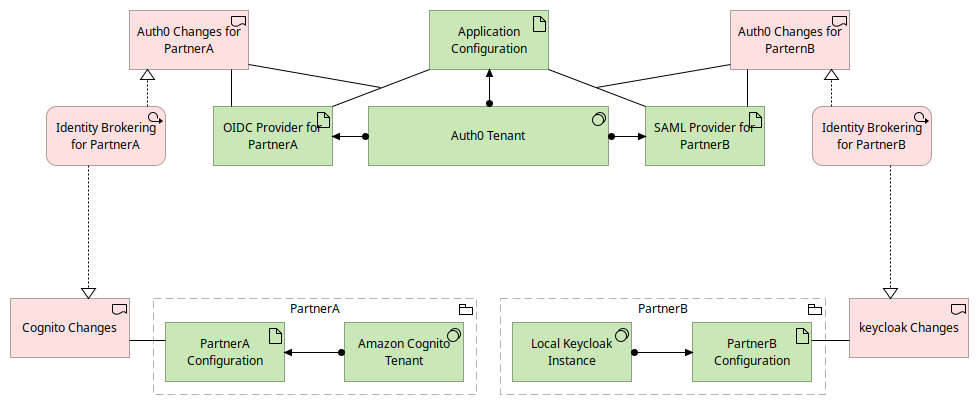 Auth0 Changes for
PartnerA
Application
Configuration
Auth0 Changes for
ParternB
Identity Brokering
for PartnerA
OIDC Provider for
PartnerA
Auth0 Tenant
SAML Provider for
PartnerB
Identity Brokering
for PartnerB
Cognito Changes
PartnerA
PartnerA
Configuration
Amazon Cognito
Tenant
PartnerB
Local Keycloak
Instance
PartnerB
Configuration
keycloak Changes